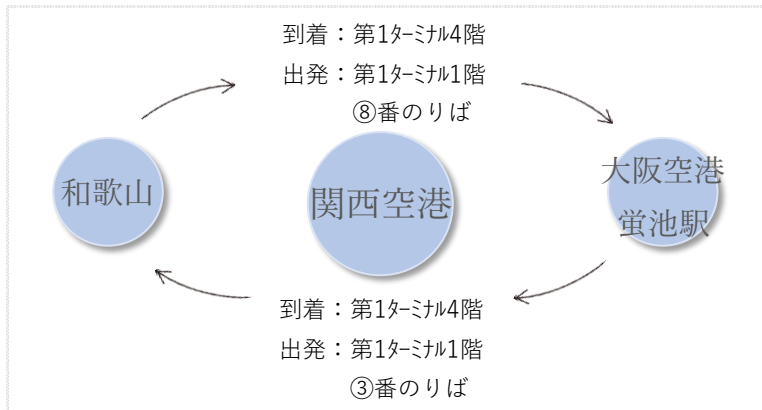 到着：第1ﾀｰﾐﾅﾙ4階
出発：第1ﾀｰﾐﾅﾙ1階
⑧番のりば
和歌山
関西空港
大阪空港
蛍池駅
到着：第1ﾀｰﾐﾅﾙ4階
出発：第1ﾀｰﾐﾅﾙ1階
③番のりば